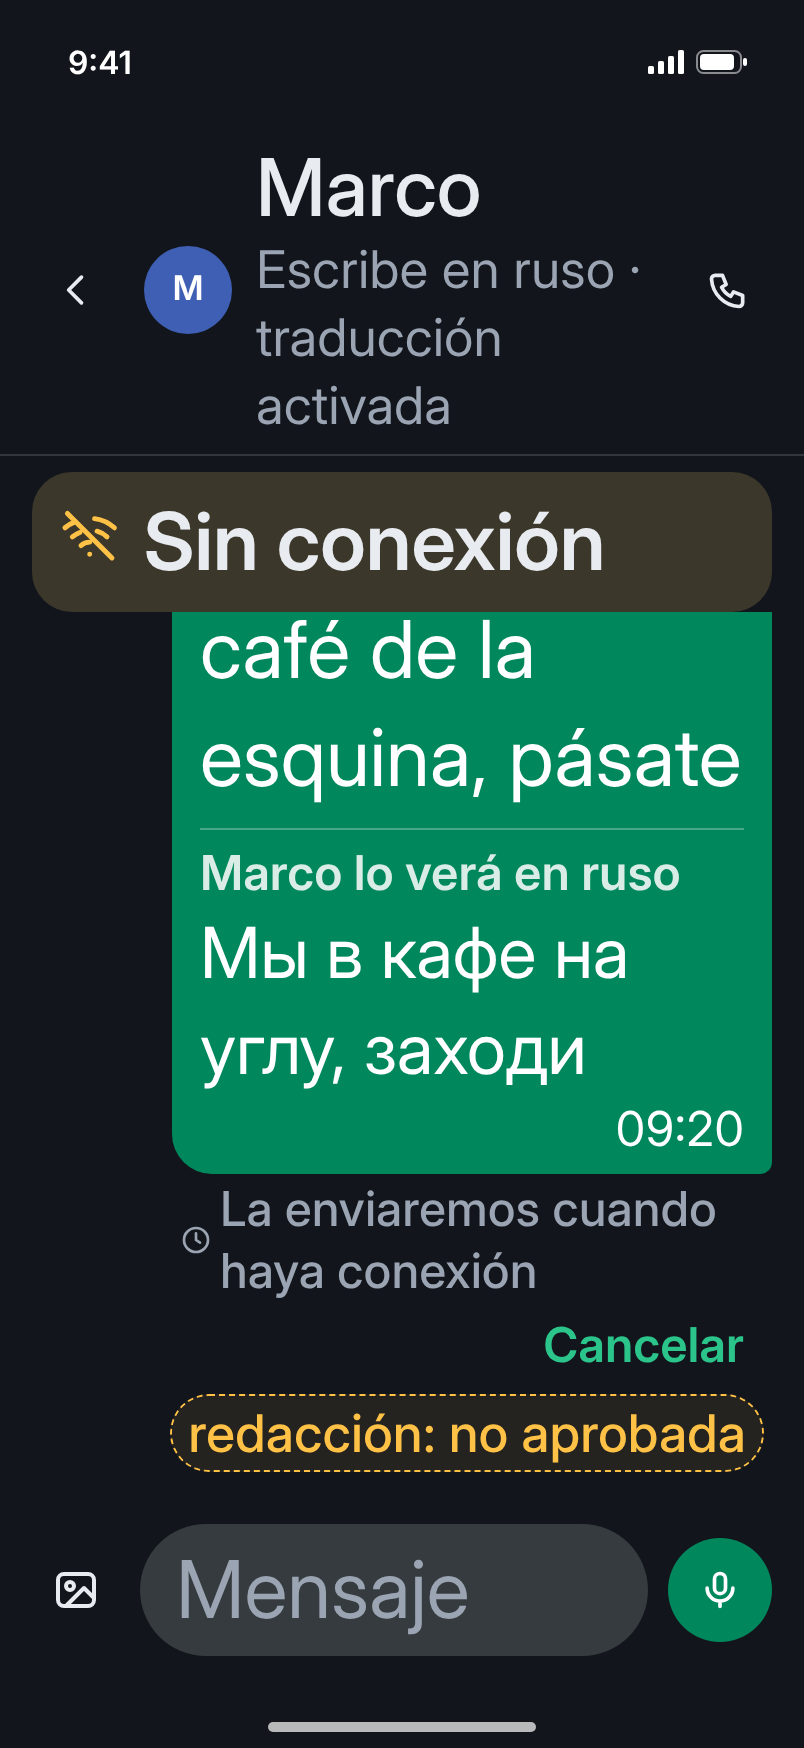 9:41
Marco
M
Escribe en ruso ·
traducción
activada
Sin conexión
café de la
esquina, pásate
Marco lo verá en ruso
Мы в кафе на
углу, заходи
09:20
La enviaremos cuando
haya conexión
Cancelar
redacción: no aprobada
Mensaje